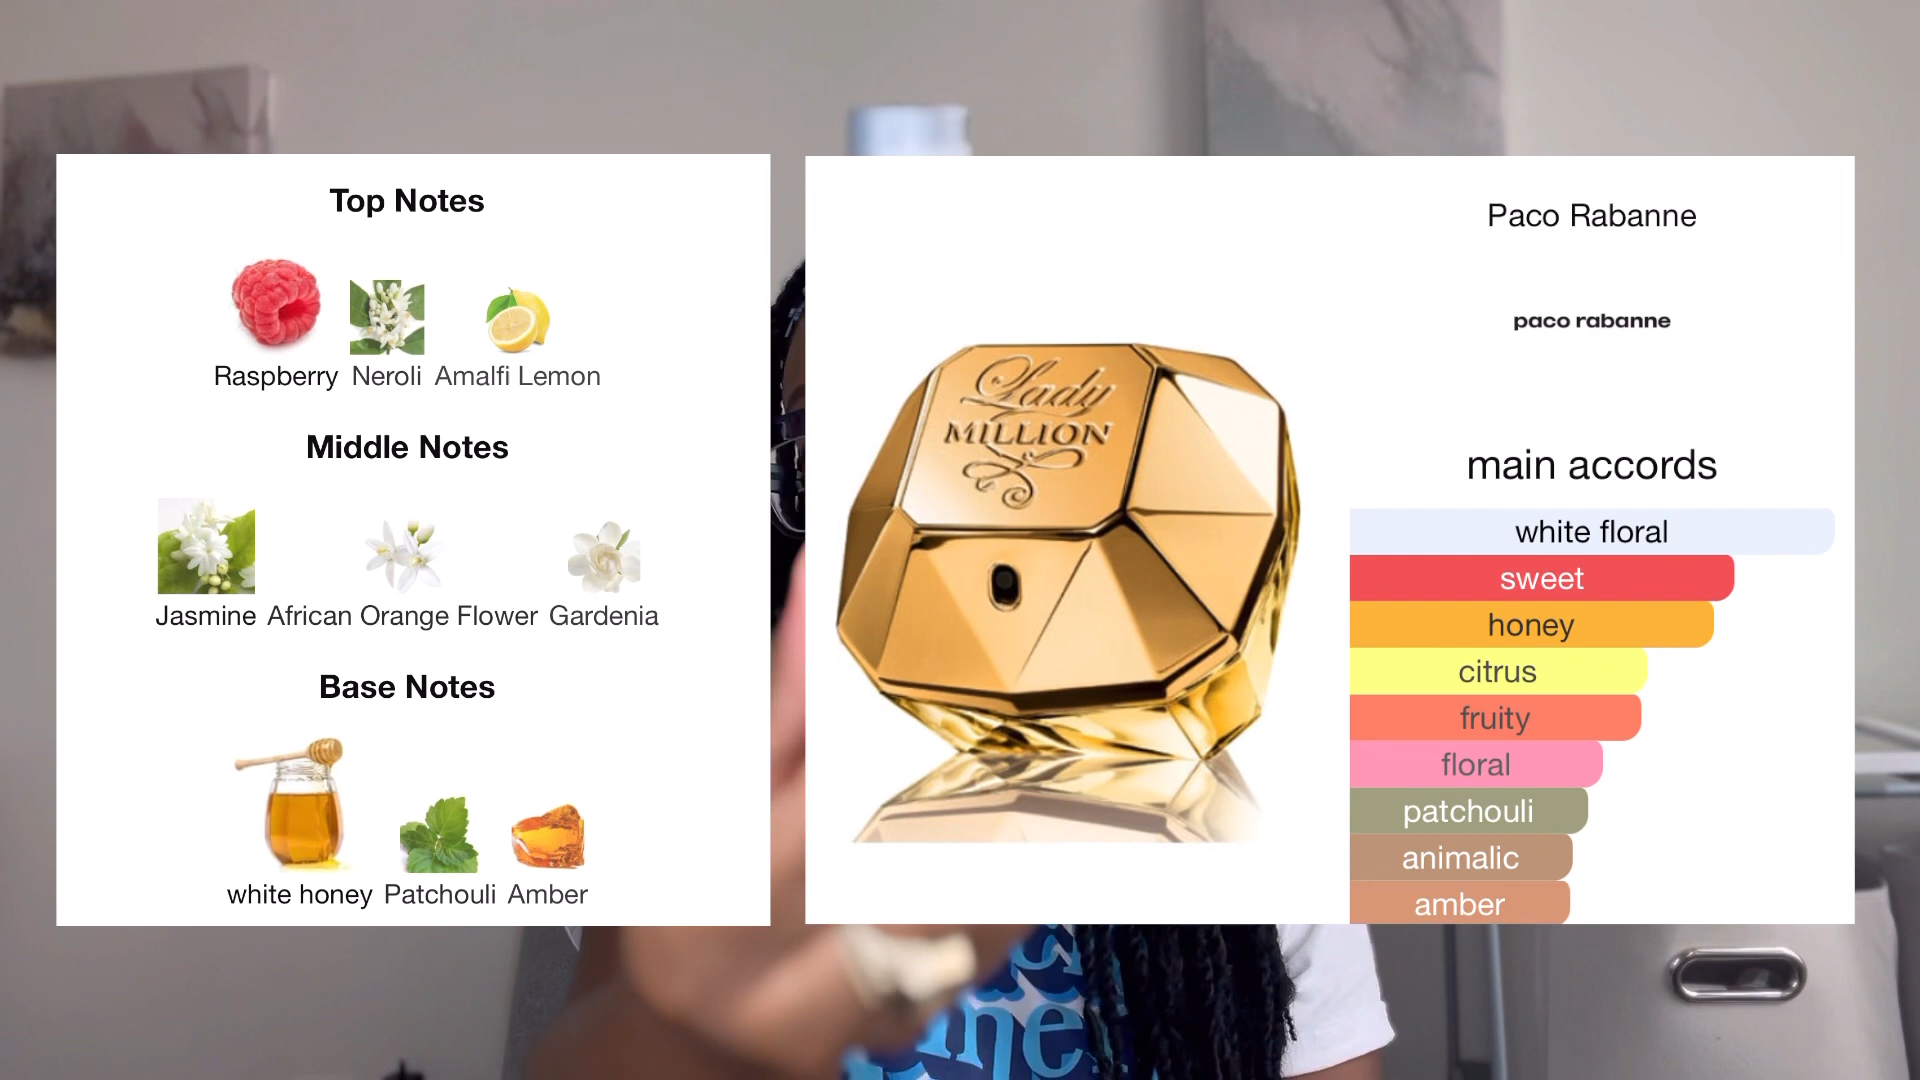 Top Notes
Raspberry Neroli Amalfi Lemon
Middle Notes
Jasmine African Orange Flower Gardenia
Base Notes
white honey Patchouli Amber
Lady
MILLION
Paco Rabanne
paco rabanne
main accords
white floral
sweet
honey
citrus
fruity
floral
patchouli
animalic
amber